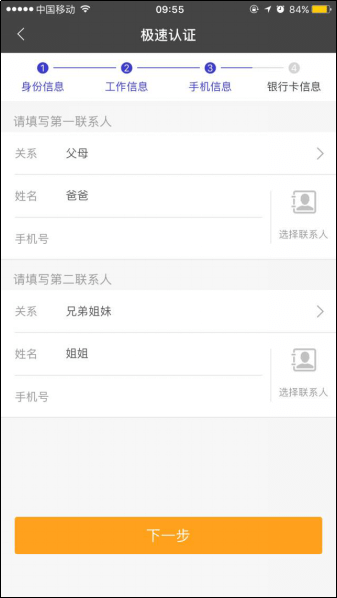 中国移动 09:55 84%
极速认证
1 2 3 4
身份信息 工作信息 手机信息 银行卡信息
请填写第一联系人
关系 父母
姓名 爸爸
选择联系人
手机号
请填写第二联系人
关系 兄弟姐妹
姓名 姐姐
选择联系人
手机号
下一步